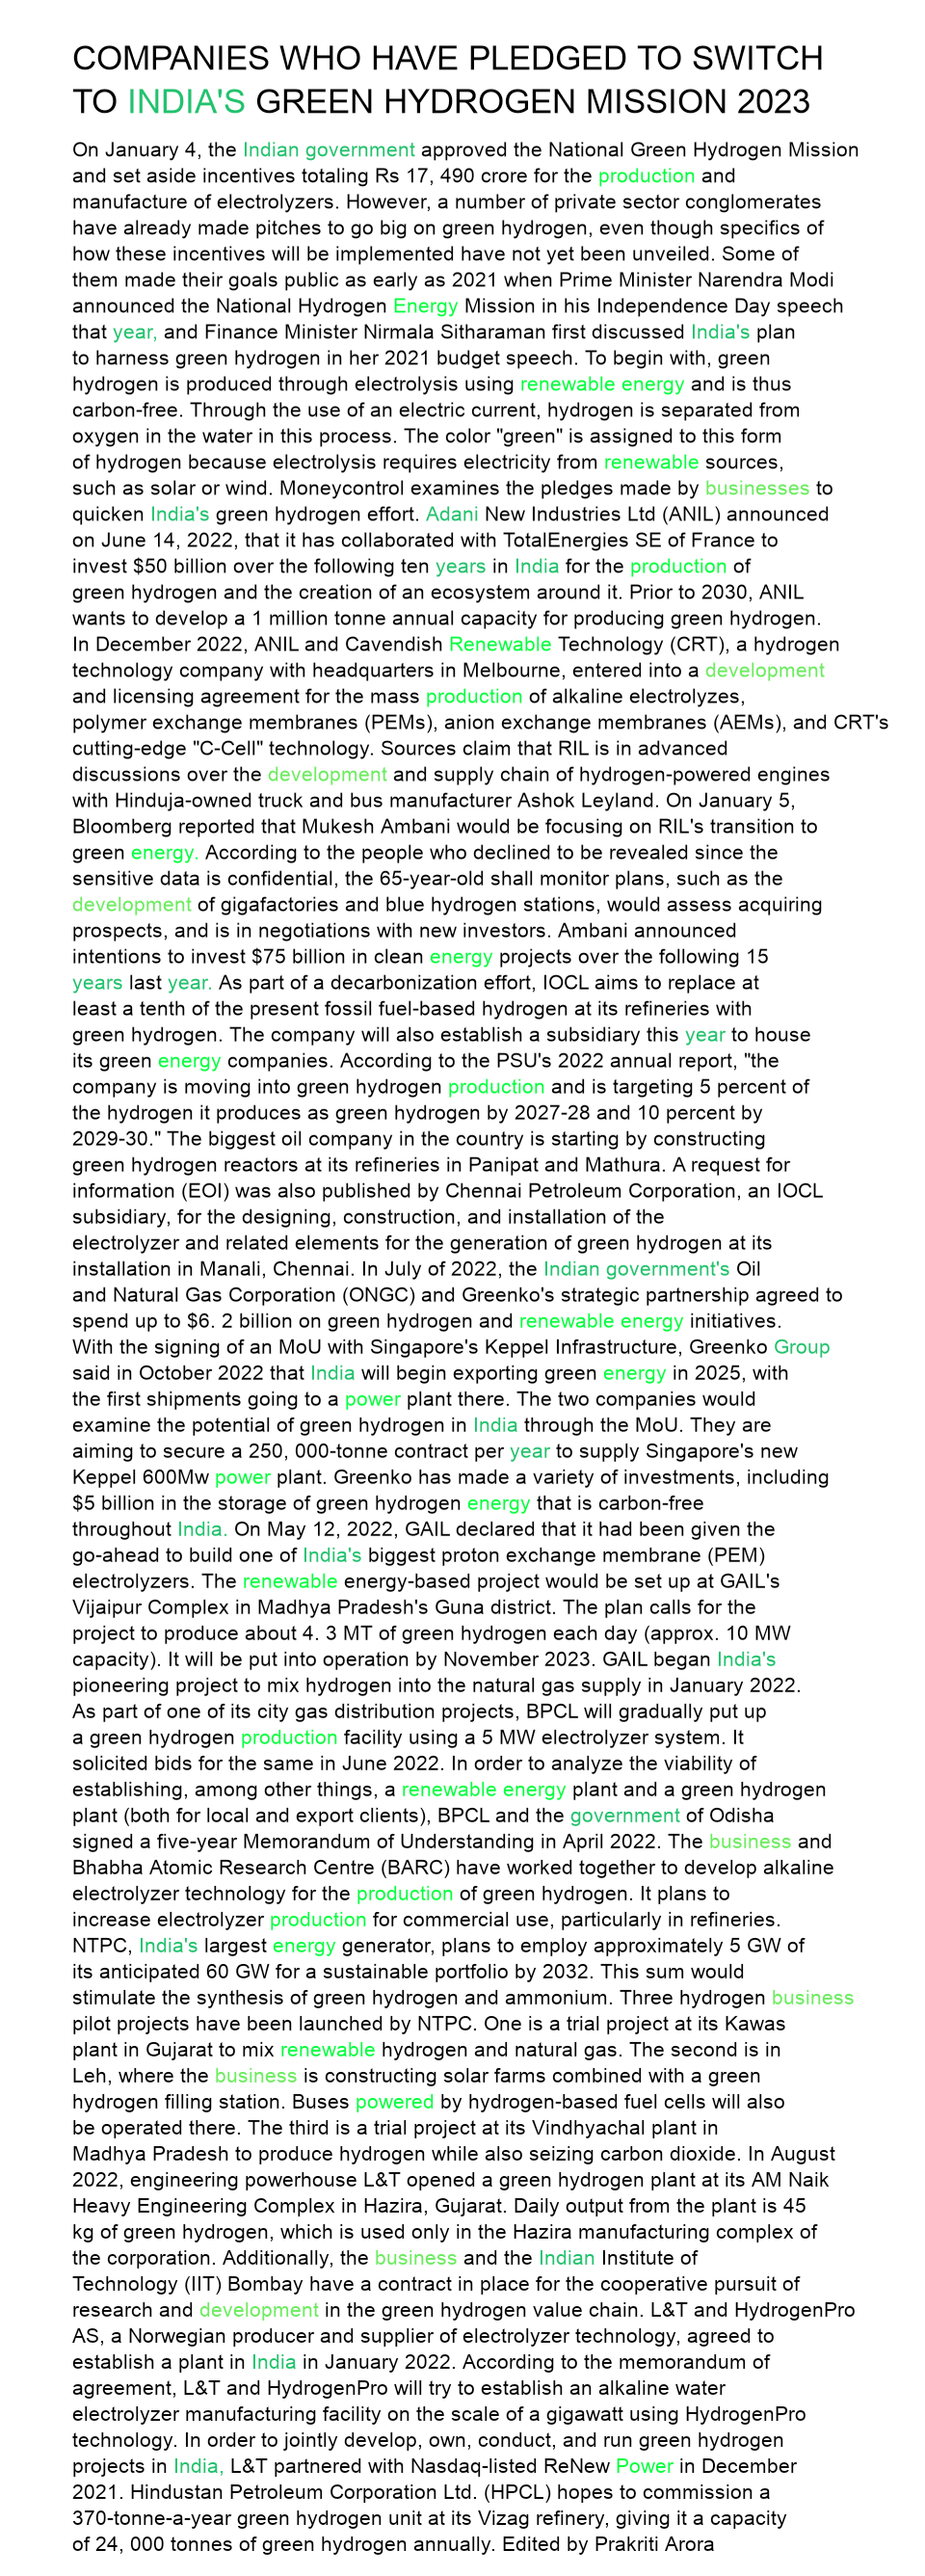 COMPANIES WHO HAVE PLEDGED TO SWITCH
TO INDIA'S GREEN HYDROGEN MISSION 2023
On January 4, the Indian government approved the National Green Hydrogen Mission
and set aside incentives totaling Rs 17, 490 crore for the production and
manufacture of electrolyzers. However, a number of private sector conglomerates
have already made pitches to go big on green hydrogen, even though specifics of
how these incentives will be implemented have not yet been unveiled. Some of
them made their goals public as early as 2021 when Prime Minister Narendra Modi
announced the National Hydrogen Energy Mission in his Independence Day speech
that year, and Finance Minister Nirmala Sitharaman first discussed India's plan
to harness green hydrogen in her 2021 budget speech. To begin with, green
hydrogen is produced through electrolysis using renewable energy and is thus
carbon-free. Through the use of an electric current, hydrogen is separated from
oxygen in the water in this process. The color "green" is assigned to this form
of hydrogen because electrolysis requires electricity from renewable sources,
such as solar or wind. Moneycontrol examines the pledges made by businesses to
quicken India's green hydrogen effort. Adani New Industries Ltd (ANIL) announced
on June 14, 2022, that it has collaborated with TotalEnergies SE of France to
invest $50 billion over the following ten years in India for the production of
green hydrogen and the creation of an ecosystem around it. Prior to 2030, ANIL
wants to develop a 1 million tonne annual capacity for producing green hydrogen.
In December 2022, ANIL and Cavendish Renewable Technology (CRT), a hydrogen
technology company with headquarters in Melbourne, entered into a development
and licensing agreement for the mass production of alkaline electrolyzes,
polymer exchange membranes (PEMs), anion exchange membranes (AEMs), and CRT's
cutting-edge "C-Cell" technology. Sources claim that RIL is in advanced
discussions over the development and supply chain of hydrogen-powered engines
with Hinduja-owned truck and bus manufacturer Ashok Leyland. On January 5,
Bloomberg reported that Mukesh Ambani would be focusing on RIL's transition to
green energy. According to the people who declined to be revealed since the
sensitive data is confidential, the 65-year-old shall monitor plans, such as the
development of gigafactories and blue hydrogen stations, would assess acquiring
prospects, and is in negotiations with new investors. Ambani announced
intentions to invest $75 billion in clean energy projects over the following 15
years last year. As part of a decarbonization effort, IOCL aims to replace at
least a tenth of the present fossil fuel-based hydrogen at its refineries with
green hydrogen. The company will also establish a subsidiary this year to house
its green energy companies. According to the PSU's 2022 annual report, "the
company is moving into green hydrogen production and is targeting 5 percent of
the hydrogen it produces as green hydrogen by 2027-28 and 10 percent by
2029-30." The biggest oil company in the country is starting by constructing
green hydrogen reactors at its refineries in Panipat and Mathura. A request for
information (EOI) was also published by Chennai Petroleum Corporation, an IOCL
subsidiary, for the designing, construction, and installation of the
electrolyzer and related elements for the generation of green hydrogen at its
installation in Manali, Chennai. In July of 2022, the Indian government's Oil
and Natural Gas Corporation (ONGC) and Greenko's strategic partnership agreed to
spend up to $6. 2 billion on green hydrogen and renewable energy initiatives.
With the signing of an MoU with Singapore's Keppel Infrastructure, Greenko Group
said in October 2022 that India will begin exporting green energy in 2025, with
the first shipments going to a power plant there. The two companies would
examine the potential of green hydrogen in India through the MoU. They are
aiming to secure a 250, 000-tonne contract per year to supply Singapore's new
Keppel 600Mw power plant. Greenko has made a variety of investments, including
$5 billion in the storage of green hydrogen energy that is carbon-free
throughout India. On May 12, 2022, GAIL declared that it had been given the
go-ahead to build one of India's biggest proton exchange membrane (PEM)
electrolyzers. The renewable energy-based project would be set up at GAIL's
Vijaipur Complex in Madhya Pradesh's Guna district. The plan calls for the
project to produce about 4. 3 MT of green hydrogen each day (approx. 10 MW
capacity). It will be put into operation by November 2023. GAIL began India's
pioneering project to mix hydrogen into the natural gas supply in January 2022.
As part of one of its city gas distribution projects, BPCL will gradually put up
a green hydrogen production facility using a 5 MW electrolyzer system. It
solicited bids for the same in June 2022. In order to analyze the viability of
establishing, among other things, a renewable energy plant and a green hydrogen
plant (both for local and export clients), BPCL and the government of Odisha
signed a five-year Memorandum of Understanding in April 2022. The business and
Bhabha Atomic Research Centre (BARC) have worked together to develop alkaline
electrolyzer technology for the production of green hydrogen. It plans to
increase electrolyzer production for commercial use, particularly in refineries.
NTPC, India's largest energy generator, plans to employ approximately 5 GW of
its anticipated 60 GW for a sustainable portfolio by 2032. This sum would
stimulate the synthesis of green hydrogen and ammonium. Three hydrogen business
pilot projects have been launched by NTPC. One is a trial project at its Kawas
plant in Gujarat to mix renewable hydrogen and natural gas. The second is in
Leh, where the business is constructing solar farms combined with a green
hydrogen filling station. Buses powered by hydrogen-based fuel cells will also
be operated there. The third is a trial project at its Vindhyachal plant in
Madhya Pradesh to produce hydrogen while also seizing carbon dioxide. In August
2022, engineering powerhouse L&T opened a green hydrogen plant at its AM Naik
Heavy Engineering Complex in Hazira, Gujarat. Daily output from the plant is 45
kg of green hydrogen, which is used only in the Hazira manufacturing complex of
the corporation. Additionally, the business and the Indian Institute of
Technology (IIT) Bombay have a contract in place for the cooperative pursuit of
research and development in the green hydrogen value chain. L&T and HydrogenPro
AS, a Norwegian producer and supplier of electrolyzer technology, agreed to
establish a plant in India in January 2022. According to the memorandum of
agreement, L&T and HydrogenPro will try to establish an alkaline water
electrolyzer manufacturing facility on the scale of a gigawatt using HydrogenPro
technology. In order to jointly develop, own, conduct, and run green hydrogen
projects in India, L&T partnered with Nasdaq-listed ReNew Power in December
2021. Hindustan Petroleum Corporation Ltd. (HPCL) hopes to commission a
370-tonne-a-year green hydrogen unit at its Vizag refinery, giving it a capacity
of 24, 000 tonnes of green hydrogen annually. Edited by Prakriti Arora